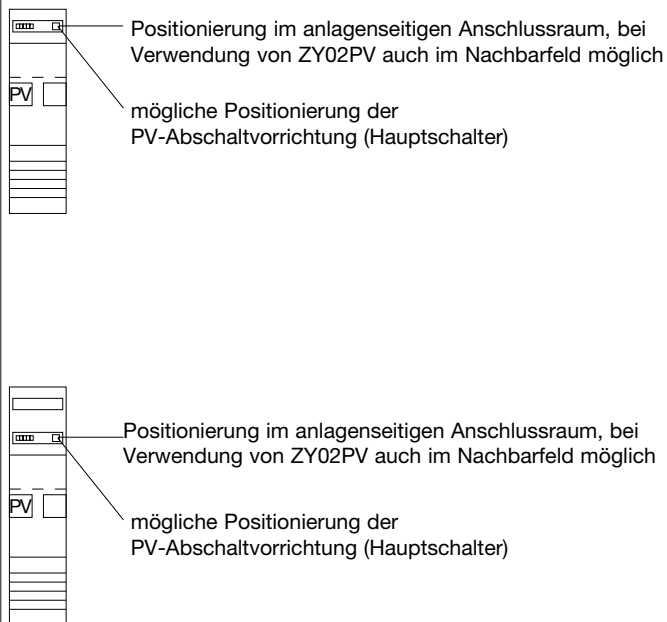 Positionierung im anlagenseitigen Anschlussraum, bei
Verwendung von ZY02PV auch im Nachbarfeld möglich
PV
mögliche Positionierung der
PV-Abschaltvorrichtung (Hauptschalter)
Positionierung im anlagenseitigen Anschlussraum, bei
Verwendung von ZY02PV auch im Nachbarfeld möglich
PV
mögliche Positionierung der
PV-Abschaltvorrichtung (Hauptschalter)